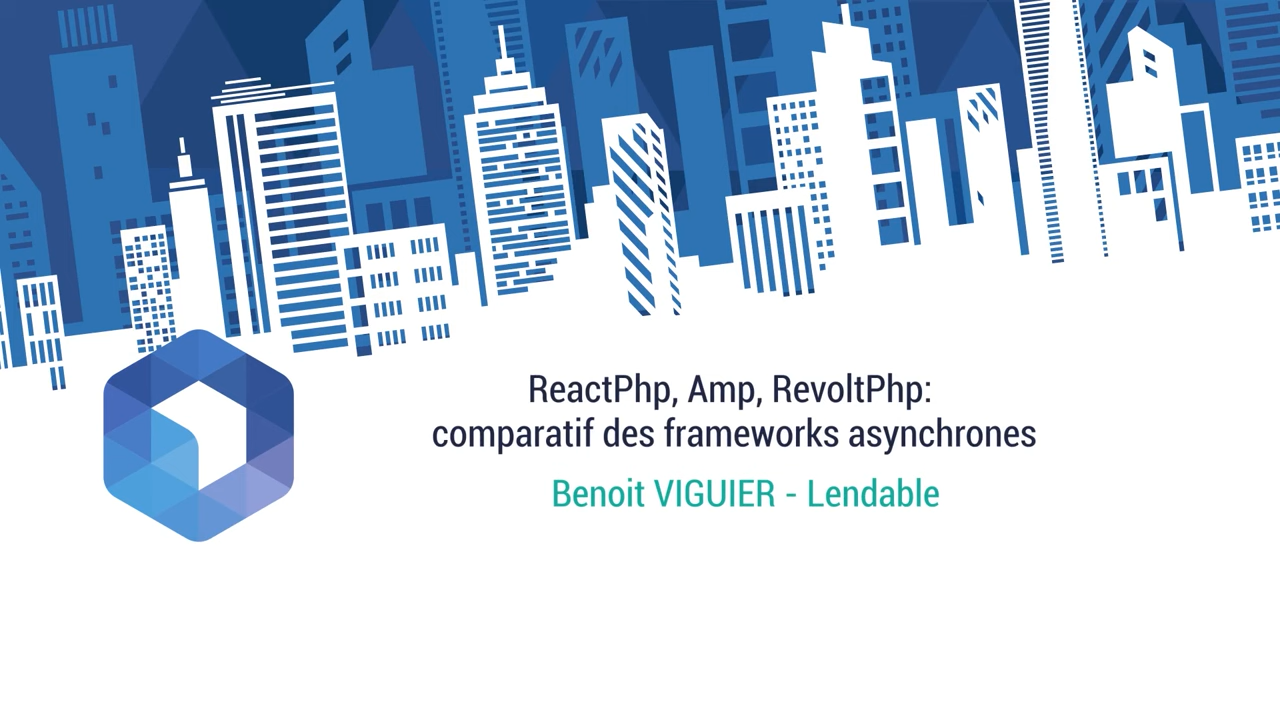 ReactPhp, Amp, RevoltPhp:
comparatif des frameworks asynchrones
Benoit VIGUIER - Lendable